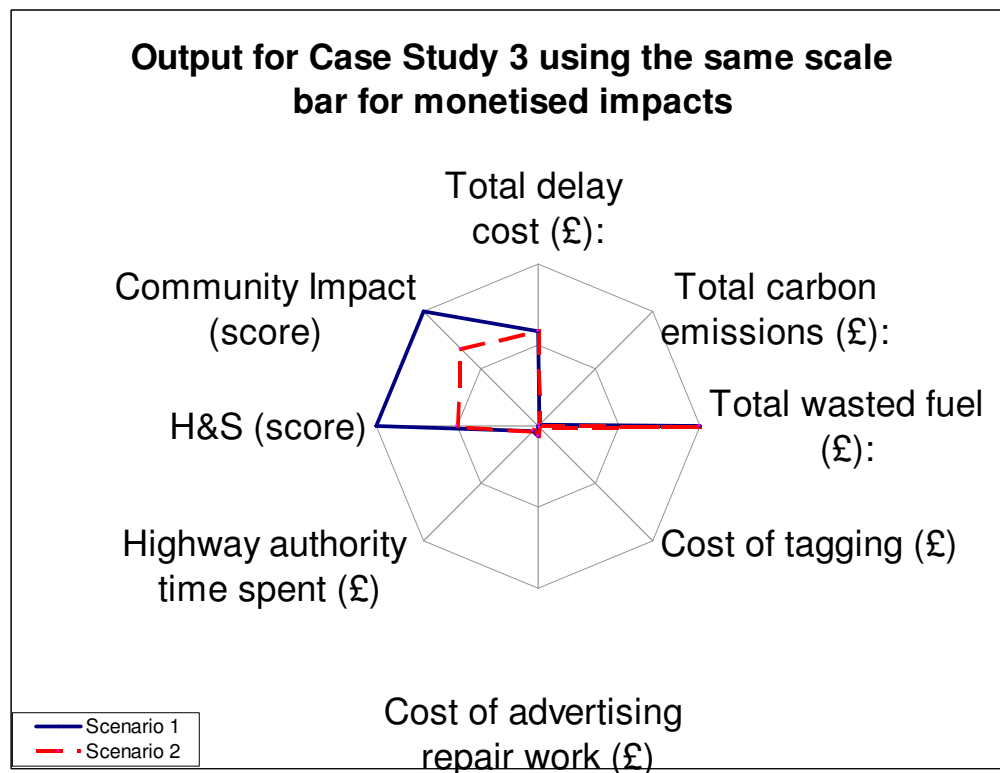 Output for Case Study 3 using the same scale
bar for monetised impacts
Total delay
cost (£):
Total carbon
emissions (£):
Total wasted fuel
(£):
Cost of tagging (£)
Cost of advertising
repair work (£)
Highway authority
time spent (£)
H&S (score)
Community Impact
(score)
Scenario 1
Scenario 2